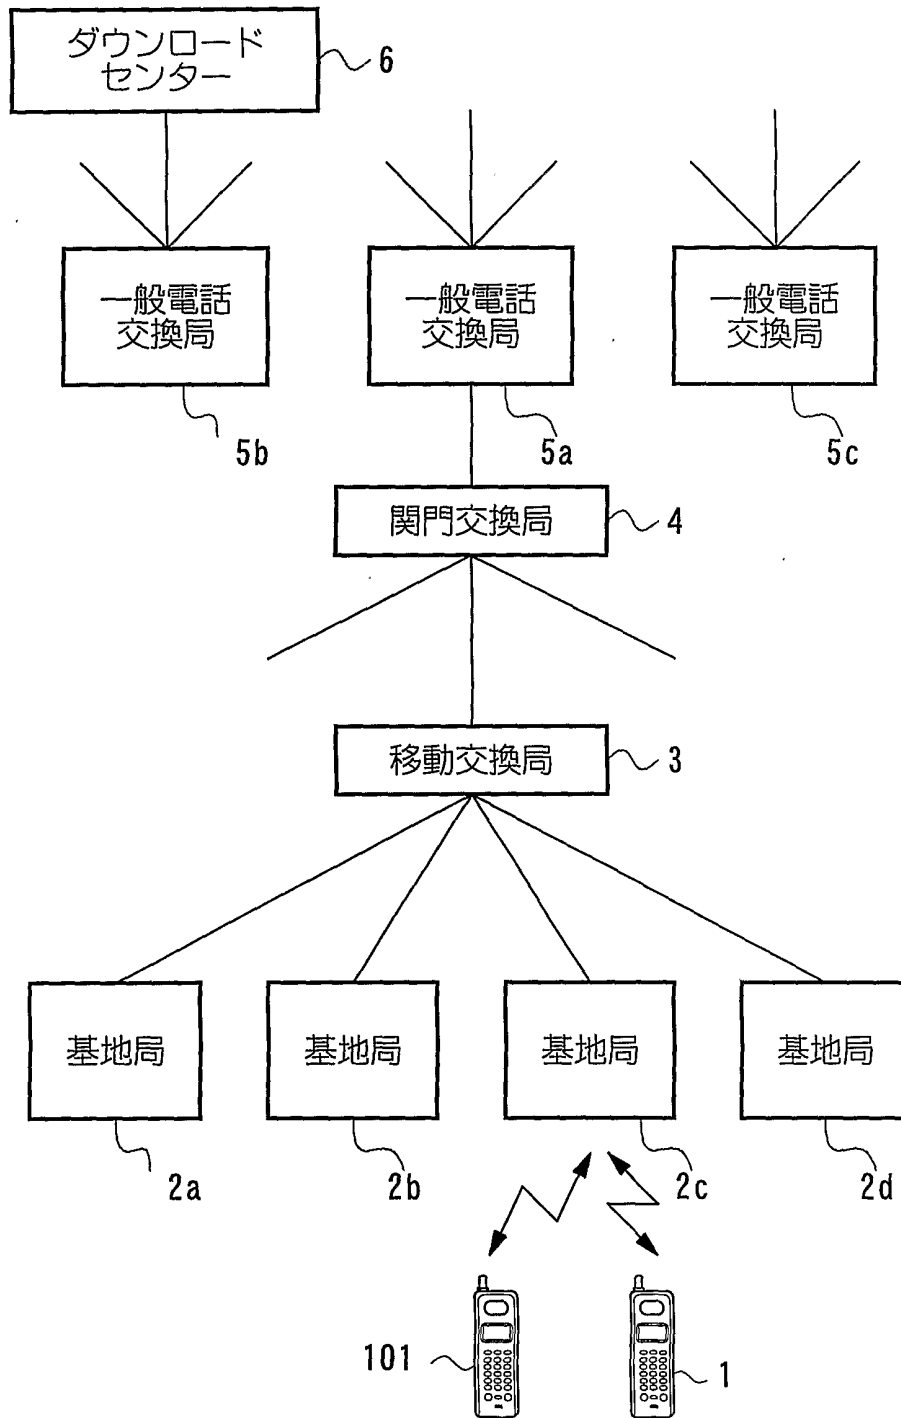 ダウンロード
センター
6
一般電話
交換局
一般電話
交換局
一般電話
交換局
5b
5a
5c
関門交換局
4
移動交換局
3
基地局
基地局
基地局
基地局
2a
2b
2c
2d
101
1